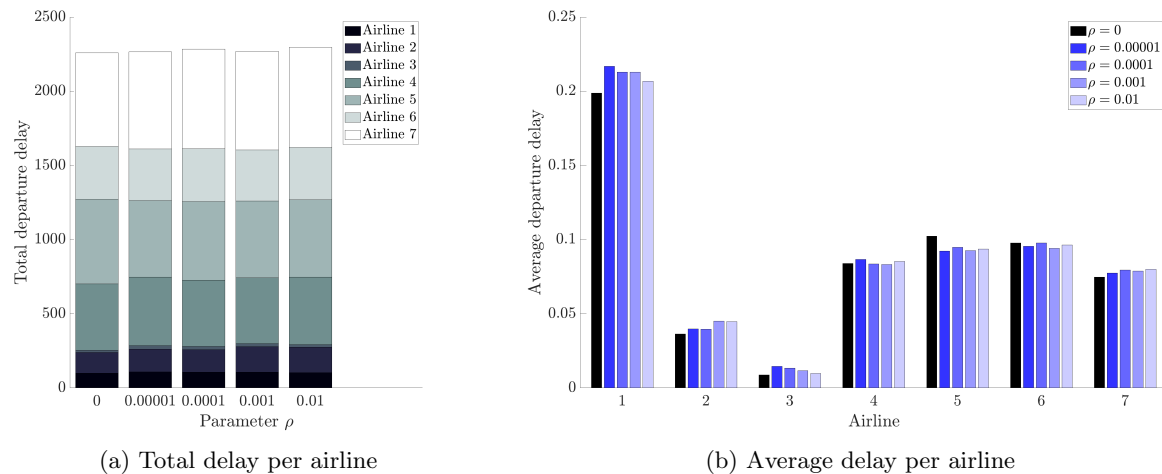 2500
2000
1500
1000
500
0
Total departure delay
0 0.00001 0.0001 0.001 0.01
Parameter ρ
Airline 1
Airline 2
Airline 3
Airline 4
Airline 5
Airline 6
Airline 7
(a) Total delay per airline
0.25
0.2
0.15
0.1
0.05
0
Average departure delay
1 2 3 4 5 6 7
Airline
ρ = 0
ρ = 0.00001
ρ = 0.0001
ρ = 0.001
ρ = 0.01
(b) Average delay per airline